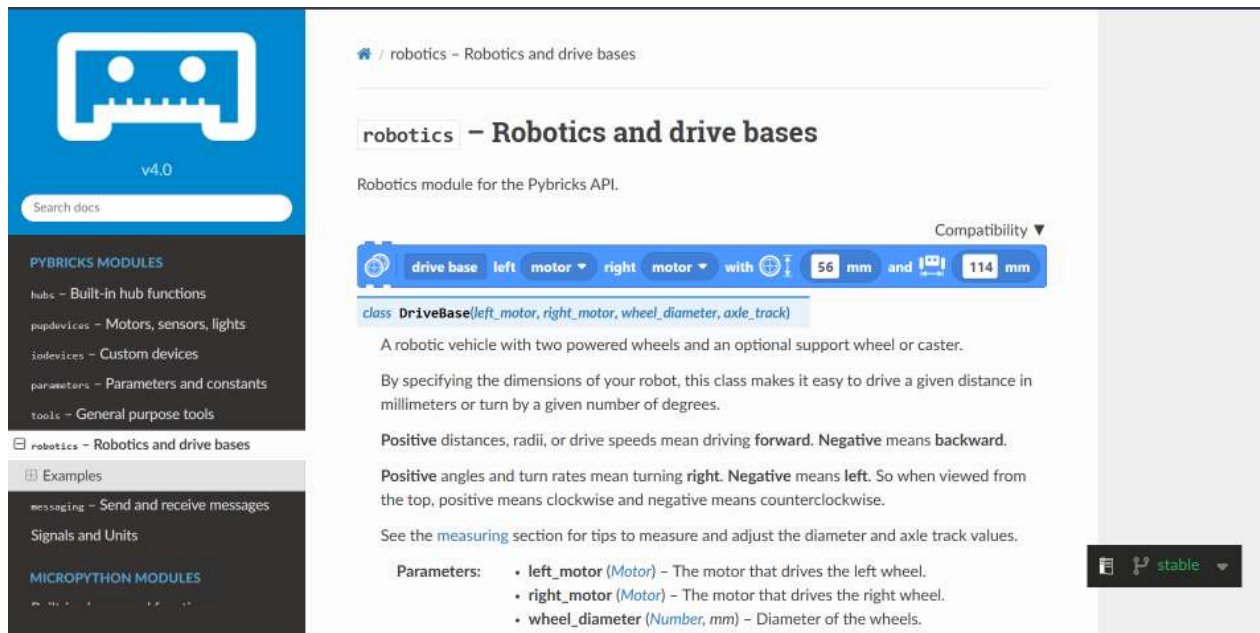 v4.0
Search docs
PYBRICKS MODULES
hubs – Built-in hub functions
pupdevices – Motors, sensors, lights
iodevices – Custom devices
parameters – Parameters and constants
tools – General purpose tools
robotics – Robotics and drive bases
Examples
messaging – Send and receive messages
Signals and Units
MICROPYTHON MODULES
/ robotics – Robotics and drive bases
robotics – Robotics and drive bases
Robotics module for the Pybricks API.
Compatibility ▼
drive base left motor right motor with 56 mm and 114 mm
class DriveBase(left_motor, right_motor, wheel_diameter, axle_track)
A robotic vehicle with two powered wheels and an optional support wheel or caster.
By specifying the dimensions of your robot, this class makes it easy to drive a given distance in
millimeters or turn by a given number of degrees.
Positive distances, radii, or drive speeds mean driving forward. Negative means backward.
Positive angles and turn rates mean turning right. Negative means left. So when viewed from
the top, positive means clockwise and negative means counterclockwise.
See the measuring section for tips to measure and adjust the diameter and axle track values.
Parameters: • left_motor (Motor) – The motor that drives the left wheel.
• right_motor (Motor) – The motor that drives the right wheel.
• wheel_diameter (Number, mm) – Diameter of the wheels.
stable